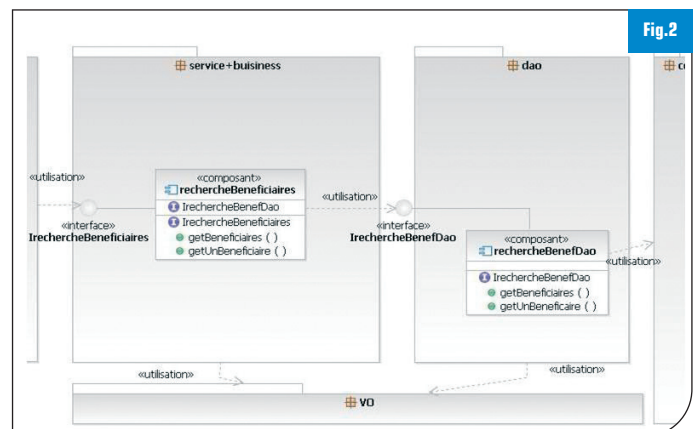 Fig.2
service+buisiness
dao
«utilisation»
«composant»
rechercheBeneficiaires
IrechercheBenefDao
IrechercheBeneficiaires
getBeneficiaires ( )
getUnBeneficiaire ( )
«interface»
IrechercheBeneficiaires
«utilisation»
«interface»
IrechercheBenefDao
«composant»
rechercheBenefDao
IrechercheBenefDao
getBeneficiaires ( )
getUnBeneficaire ( )
«utilisation»
«utilisation»
«utilisation»
VO